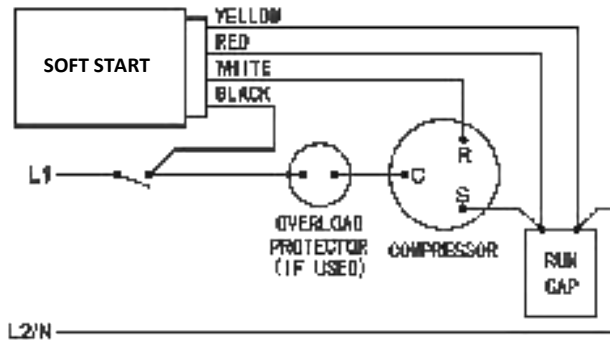 YELLOW
RED
SOFT START
WHITE
BLACK
L1
C
R
S
OVERLOAD
PROTECTOR
(IF USED)
COMPRESSOR
RUN
CAP
L2/N